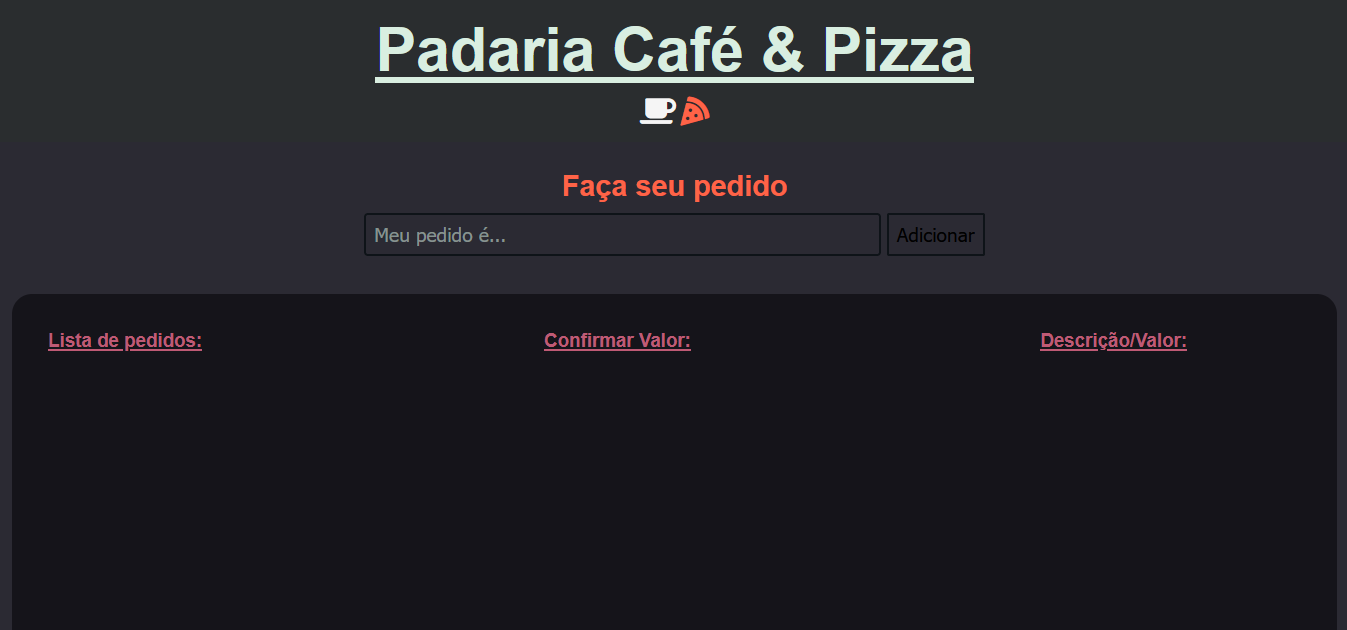 Padaria Café & Pizza
Faça seu pedido
Meu pedido é...
Adicionar
Lista de pedidos:
Confirmar Valor:
Descrição/Valor: